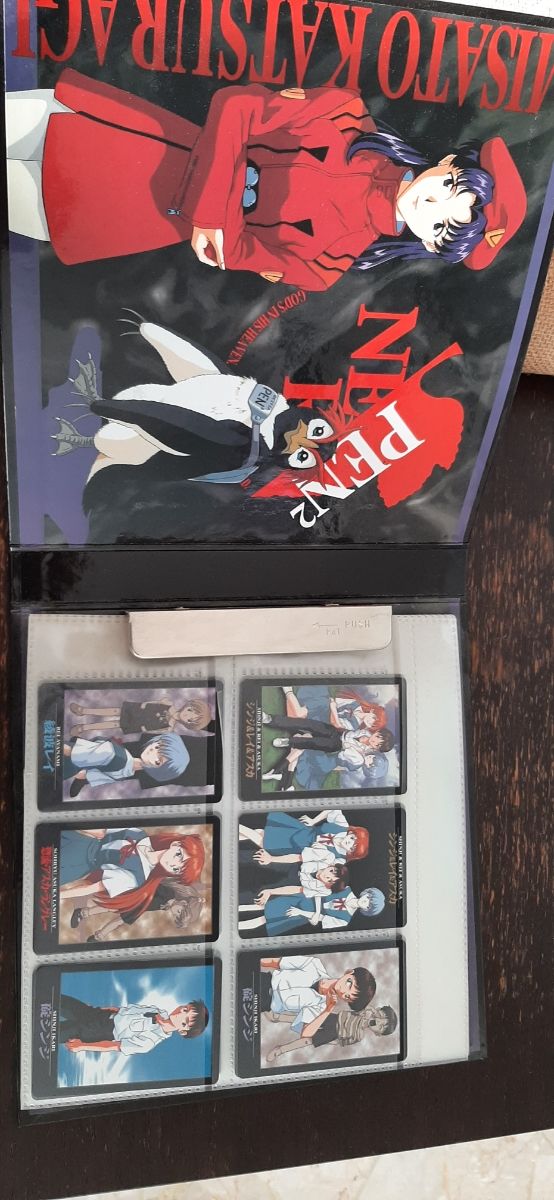 MISATO KATSURAGI
GOD'S IN HIS HEAVEN.
NE
PEN²
PEN²
PUSH
REI AYANAMI
綾波レイ
SHINJI & REI & ASUKA
シンジ&レイ&アスカ
SOHRYU ASUKA LANGLEY
惣流・アスカ・ラングレー
SHINJI & REI & ASUKA
シンジ&レイ&アスカ
SHINJI IKARI
碇シンジ
SHINJI IKARI
碇シンジ